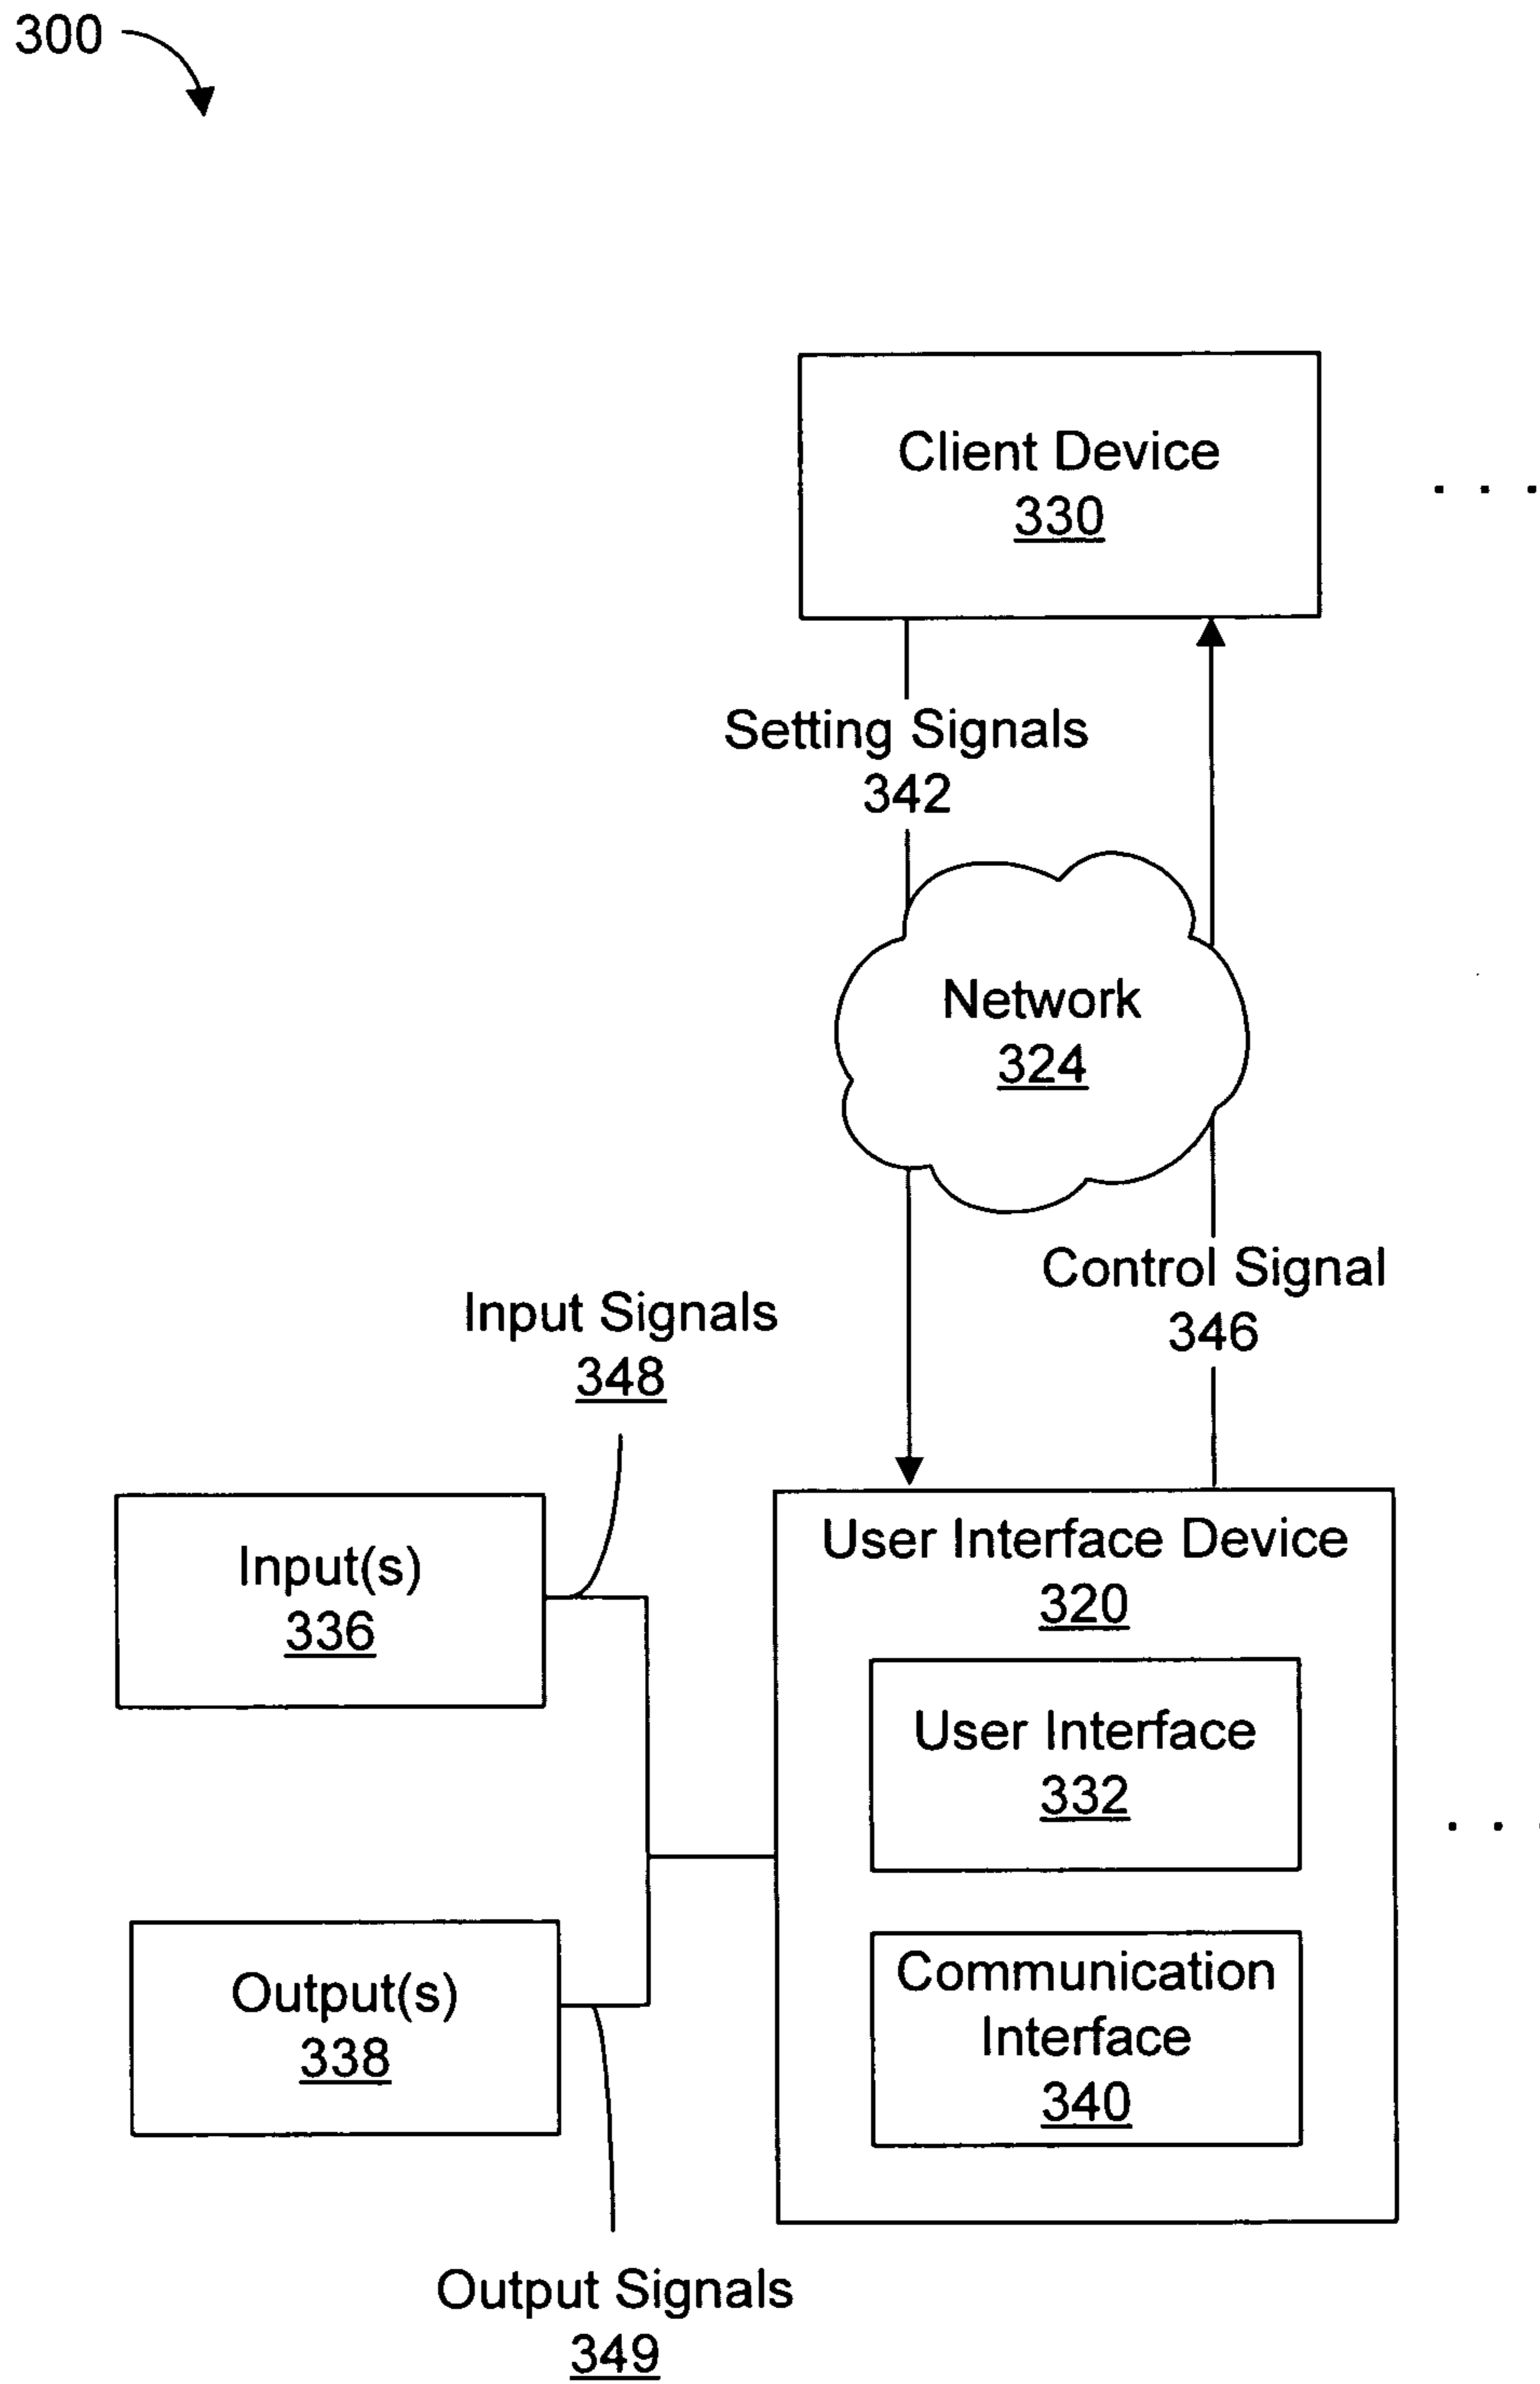 300
Client Device
330
. . .
Setting Signals
342
Network
324
Control Signal
346
Input Signals
348
Input(s)
336
User Interface Device
320
User Interface
332
. . .
Output(s)
338
Communication
Interface
340
Output Signals
349